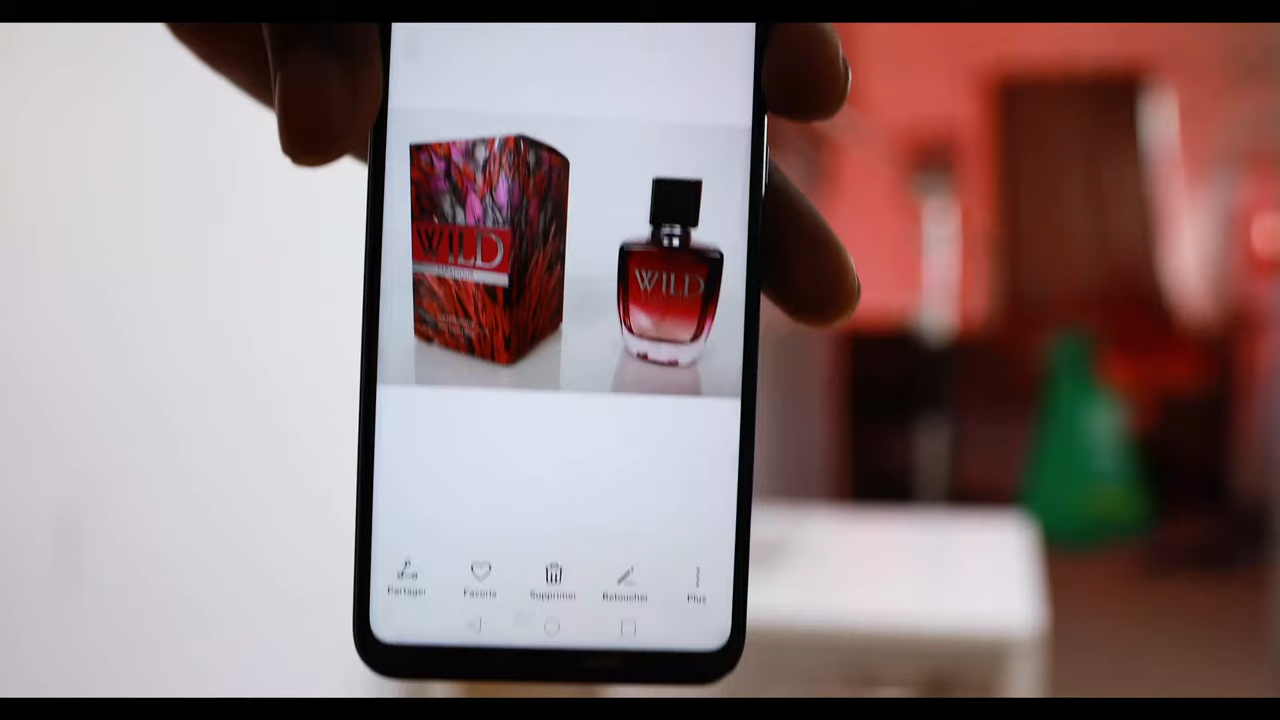 WILD
WILD
Partager
Favoris
Supprimer
Retoucher
Plus